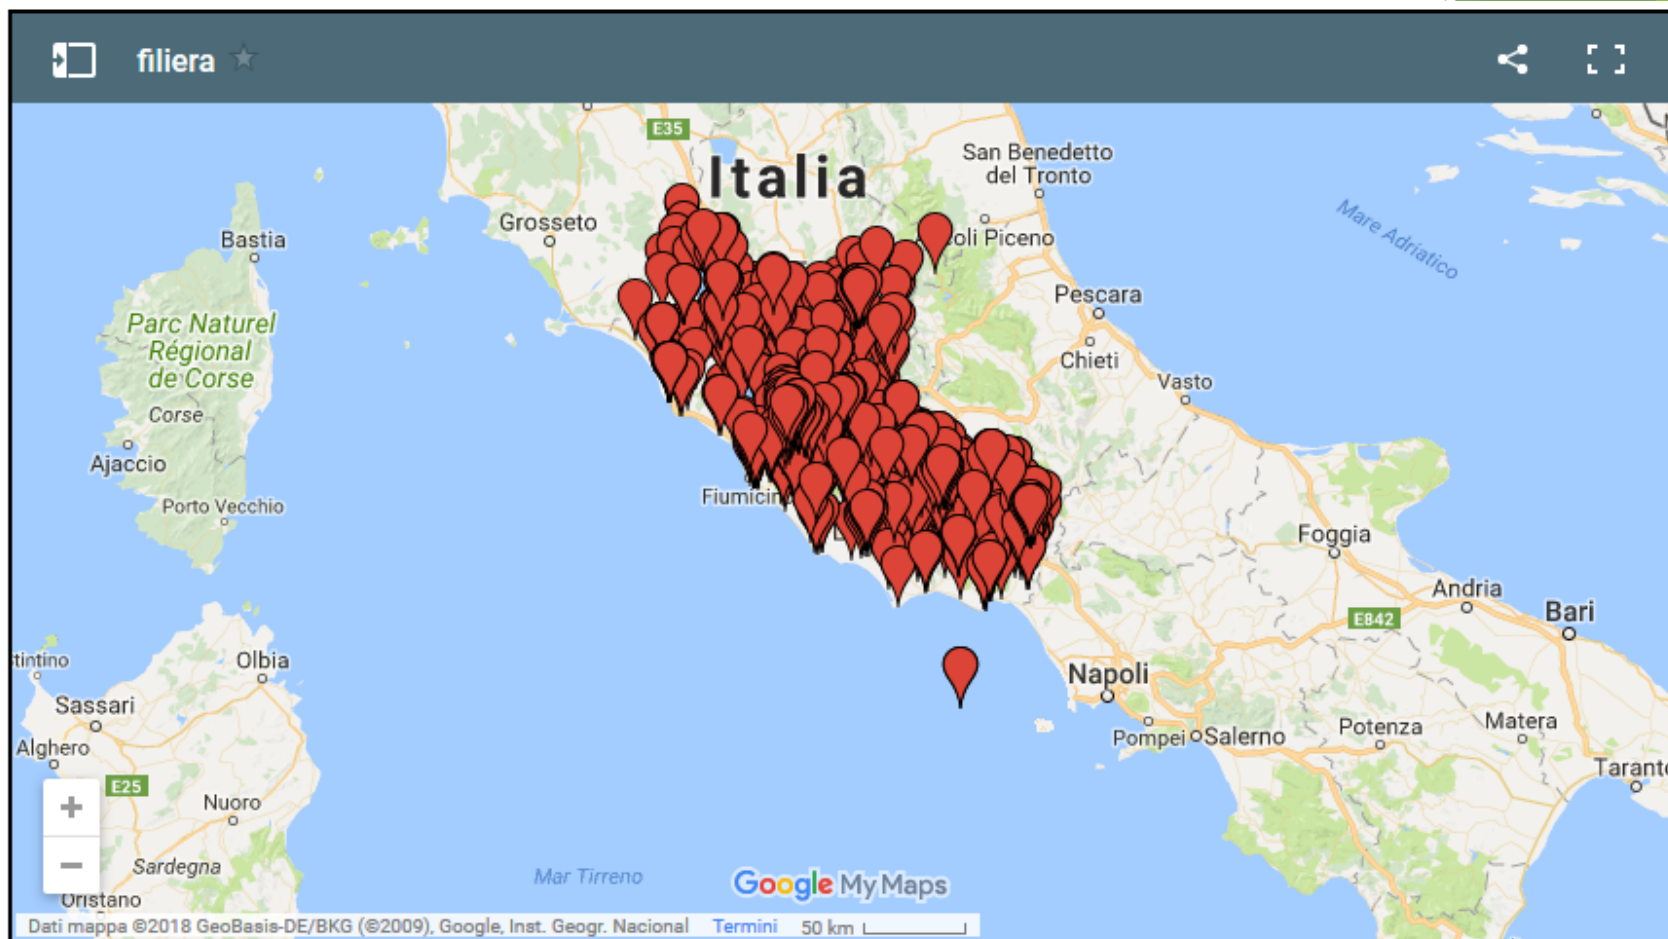 filiera
E35
Italia
San Benedetto
del Tronto
Grosseto
Bastia
oli Piceno
Mare Adriatico
Pescara
Parc Naturel
Régional
de Corse
Chieti
Vasto
Corse
Ajaccio
Porto Vecchio
Fiumicin
Foggia
Andria
Bari
E842
tintino
Olbia
Napoli
Sassari
Alghero
Pompei
Salerno
Potenza
Matera
Tarant
E25
+
Nuoro
−
Sardegna
Oristano
Mar Tirreno
Google My Maps
Dati mappa ©2018 GeoBasis-DE/BKG (©2009), Google, Inst. Geogr. Nacional Termini 50 km